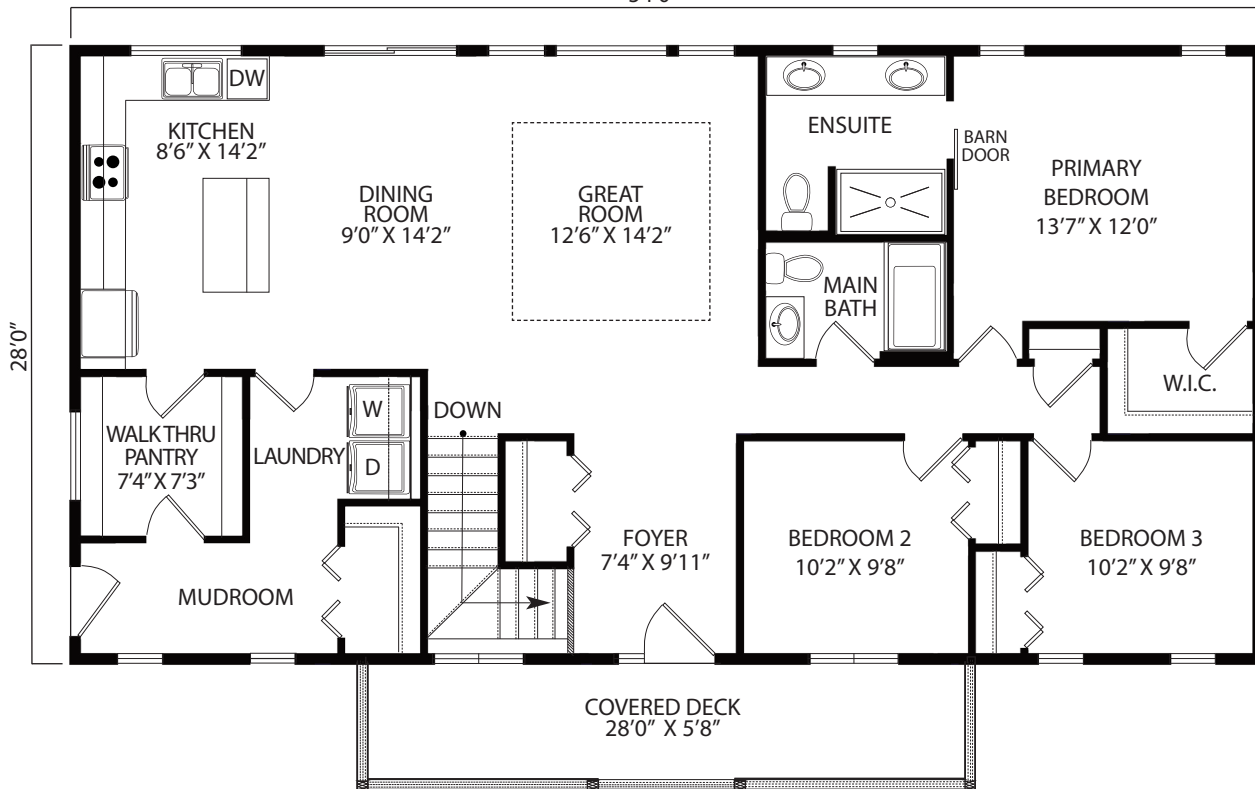 DW
KITCHEN
8'6" X 14'2"
DINING
ROOM
9'0" X 14'2"
GREAT
ROOM
12'6" X 14'2"
ENSUITE
BARN
DOOR
PRIMARY
BEDROOM
13'7" X 12'0"
MAIN
BATH
28'0"
W.I.C.
WALK THRU
PANTRY
7'4" X 7'3"
LAUNDRY
W
D
DOWN
FOYER
7'4" X 9'11"
BEDROOM 2
10'2" X 9'8"
BEDROOM 3
10'2" X 9'8"
MUDROOM
COVERED DECK
28'0" X 5'8"